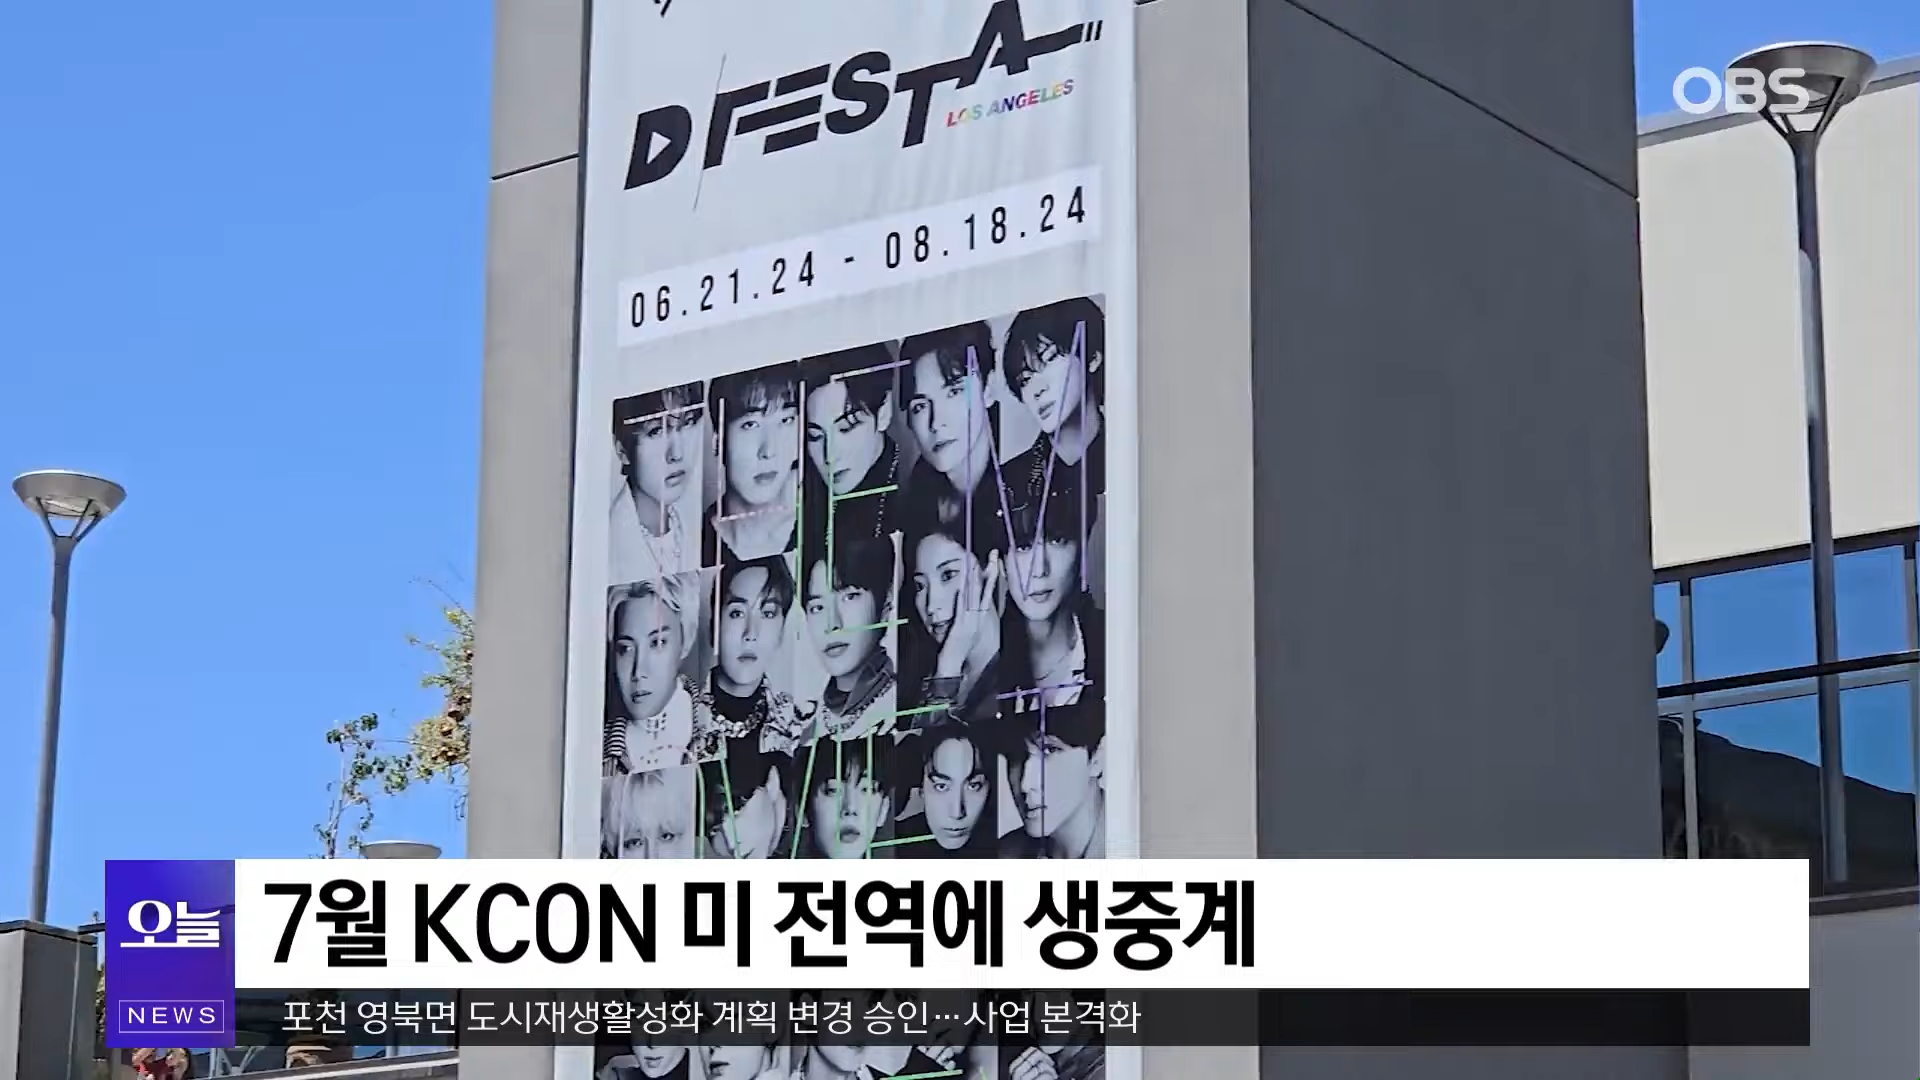 D/FESTA
LOS ANGELES
OBS
06.21.24 - 08.18.24
오늘
NEWS
7월 KCON 미 전역에 생중계
포천 영북면 도시재생활성화 계획 변경 승인…사업 본격화